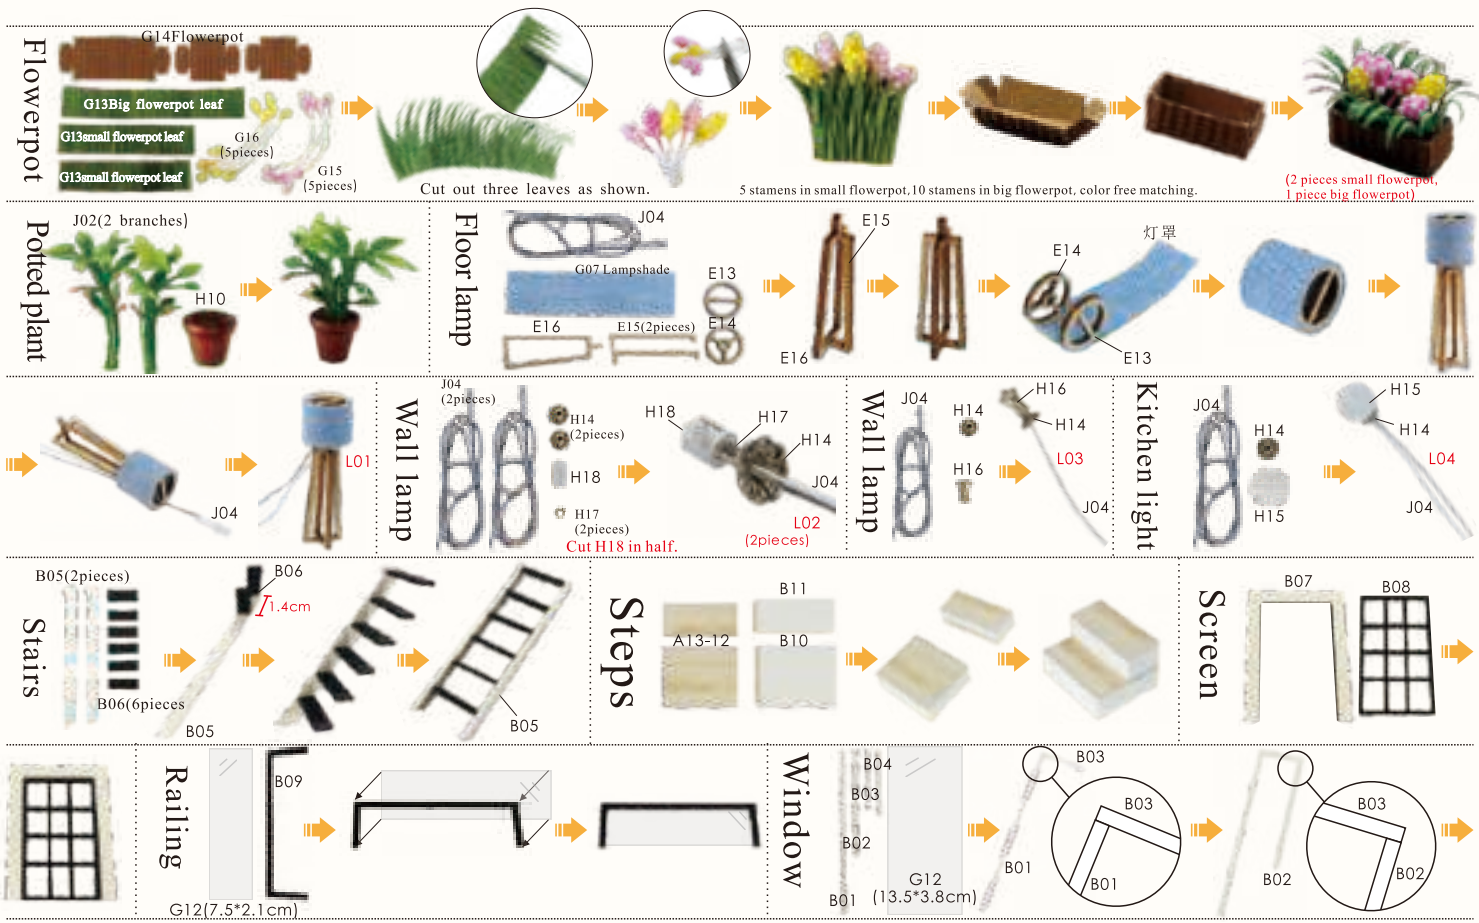 Flowerpot
G14Flowerpot
G13Big flowerpot leaf
G13small flowerpot leaf
G13small flowerpot leaf
G16
(5pieces)
G15
(5pieces)
Cut out three leaves as shown.
5 stamens in small flowerpot,10 stamens in big flowerpot, color free matching.
(2 pieces small flowerpot,
1 piece big flowerpot)
Potted plant
J02(2 branches)
H10
Floor lamp
J04
G07 Lampshade
E13
E14
E16
E15(2pieces)
E15
E16
灯罩
E14
E13
J04
L01
Wall lamp
J04
(2pieces)
H14
(2pieces)
H18
H17
(2pieces)
Cut H18 in half.
H18
H17
H14
J04
L02
(2pieces)
Wall lamp
J04
H14
H16
H16
H14
L03
J04
Kitchen light
J04
H14
H15
H15
H14
L04
J04
Stairs
B05(2pieces)
B06(6pieces
B06
1.4cm
B05
B05
Steps
A13-12
B11
B10
Screen
B07
B08
Railing
B09
G12(7.5*2.1cm)
Window
B04
B03
B02
B01
G12
(13.5*3.8cm)
B03
B01
B03
B01
B02
B03
B02